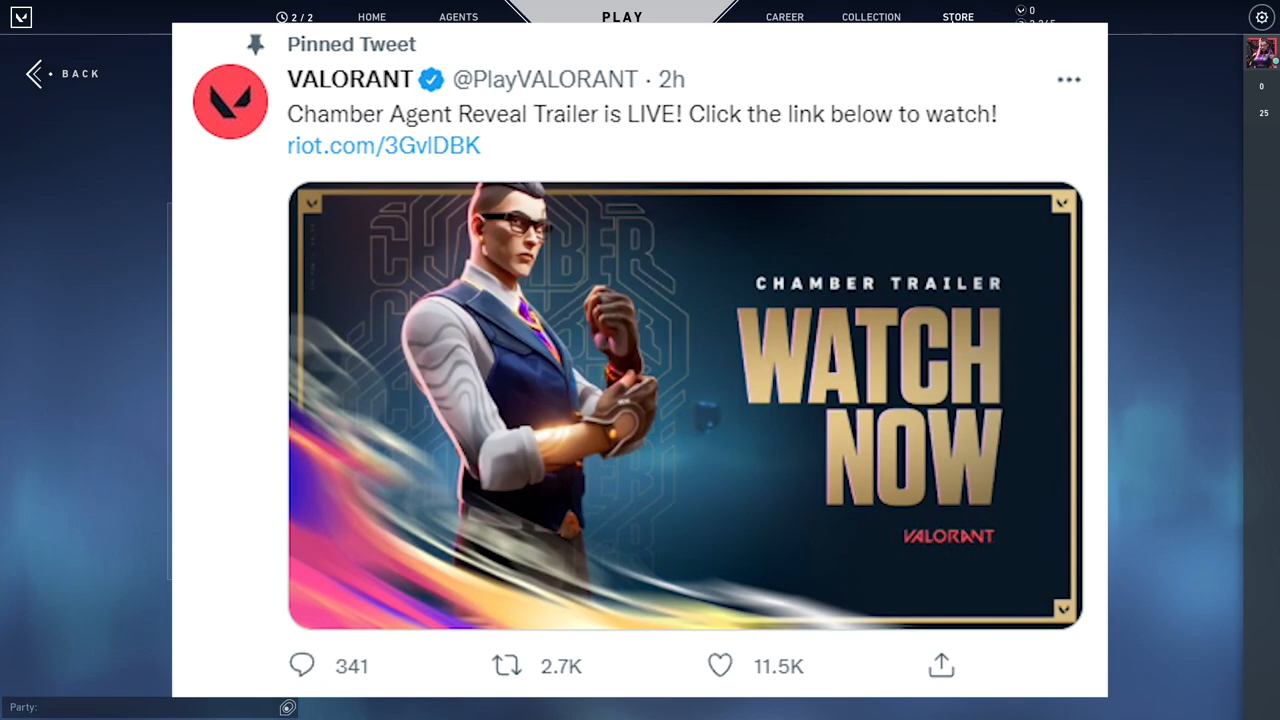 2 / 2
HOME
AGENTS
PLAY
CAREER
COLLECTION
STORE
0
BACK
0
25
Pinned Tweet
VALORANT @PlayVALORANT · 2h
Chamber Agent Reveal Trailer is LIVE! Click the link below to watch!
riot.com/3GvlDBK
CHAMBER
CHAMBER TRAILER
WATCH
NOW
VALORANT
341
2.7K
11.5K
Party: